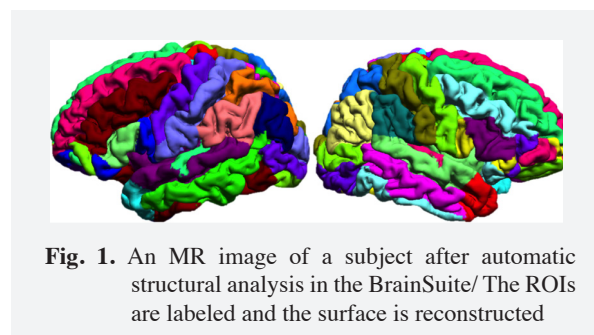 Fig. 1. An MR image of a subject after automatic
structural analysis in the BrainSuite/ The ROIs
are labeled and the surface is reconstructed